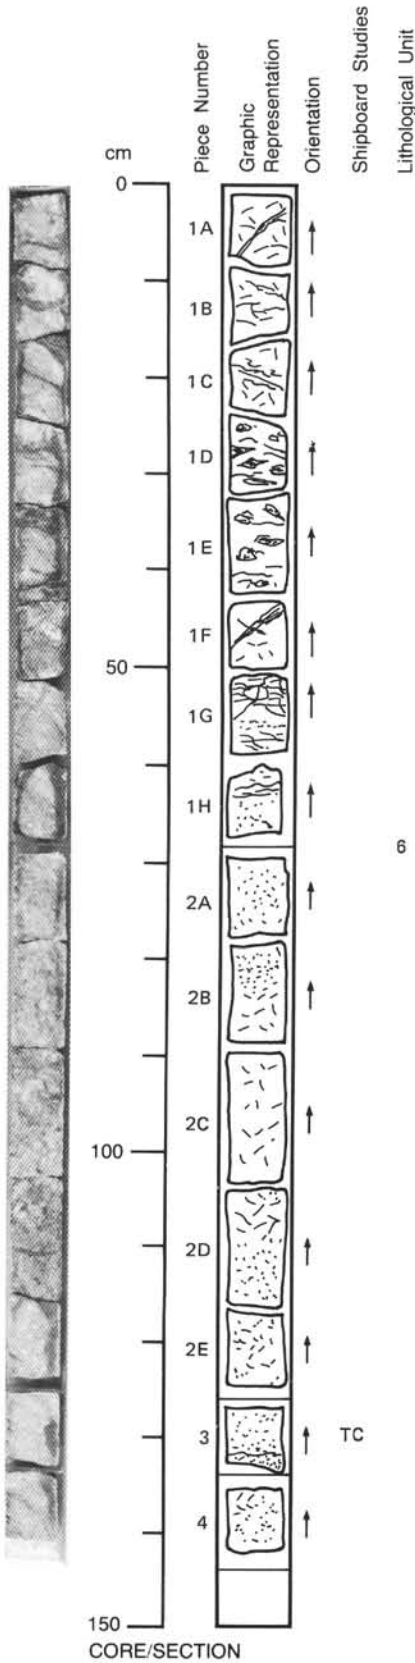 cm
Piece Number
Graphic
Representation
Orientation
Shipboard Studies
Lithological Unit
0
1A
1B
1C
1D
1E
1F
50
1G
1H
6
2A
2B
2C
100
2D
2E
3 TC
4
150
CORE/SECTION